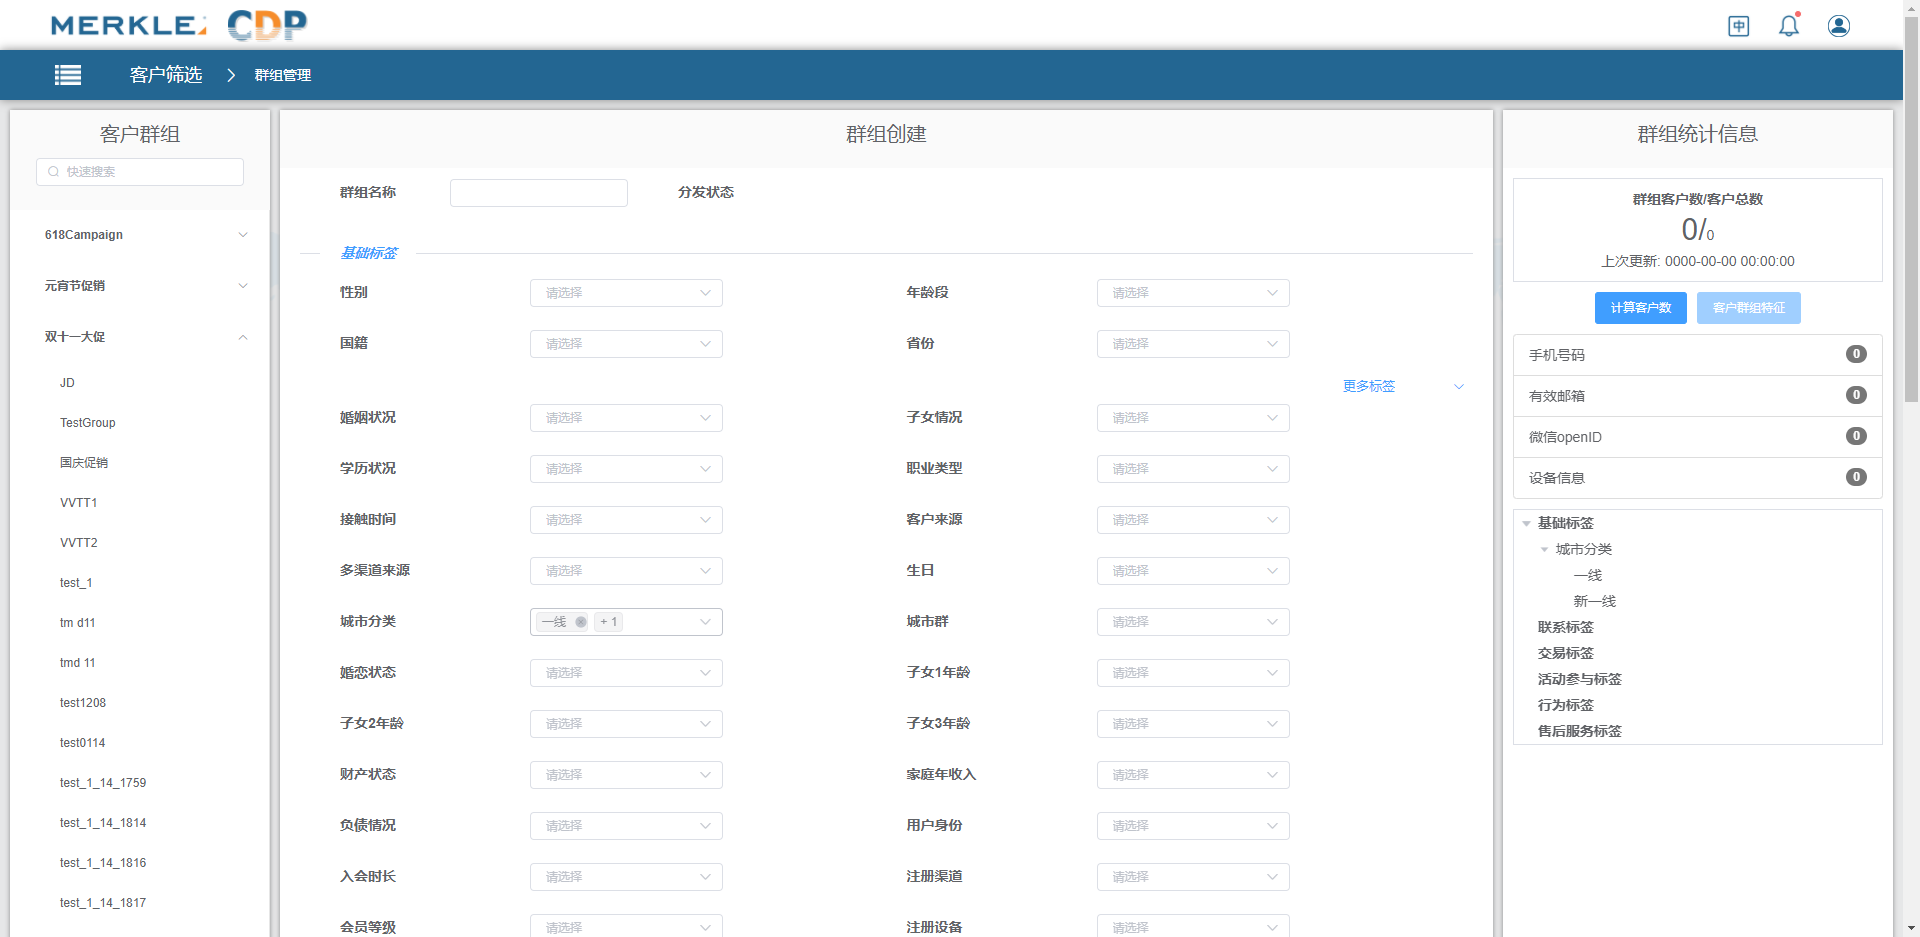 MERKLE CDP
中
客户筛选 > 群组管理
客户群组
快速搜索
618Campaign
元宵节促销
双十一大促
JD
TestGroup
国庆促销
VVTT1
VVTT2
test_1
tm d11
tmd 11
test1208
test0114
test_1_14_1759
test_1_14_1814
test_1_14_1816
test_1_14_1817
群组创建
群组名称 分发状态
基础标签
性别 请选择 年龄段 请选择
国籍 请选择 省份 请选择
更多标签
婚姻状况 请选择 子女情况 请选择
学历状况 请选择 职业类型 请选择
接触时间 请选择 客户来源 请选择
多渠道来源 请选择 生日 请选择
城市分类 一线 + 1 城市群 请选择
婚恋状态 请选择 子女1年龄 请选择
子女2年龄 请选择 子女3年龄 请选择
财产状态 请选择 家庭年收入 请选择
负债情况 请选择 用户身份 请选择
入会时长 请选择 注册渠道 请选择
会员等级 请选择 注册设备 请选择
群组统计信息
群组客户数/客户总数
0/0
上次更新: 0000-00-00 00:00:00
计算客户数 客户群组特征
手机号码 0
有效邮箱 0
微信openID 0
设备信息 0
基础标签
城市分类
一线
新一线
联系标签
交易标签
活动参与标签
行为标签
售后服务标签